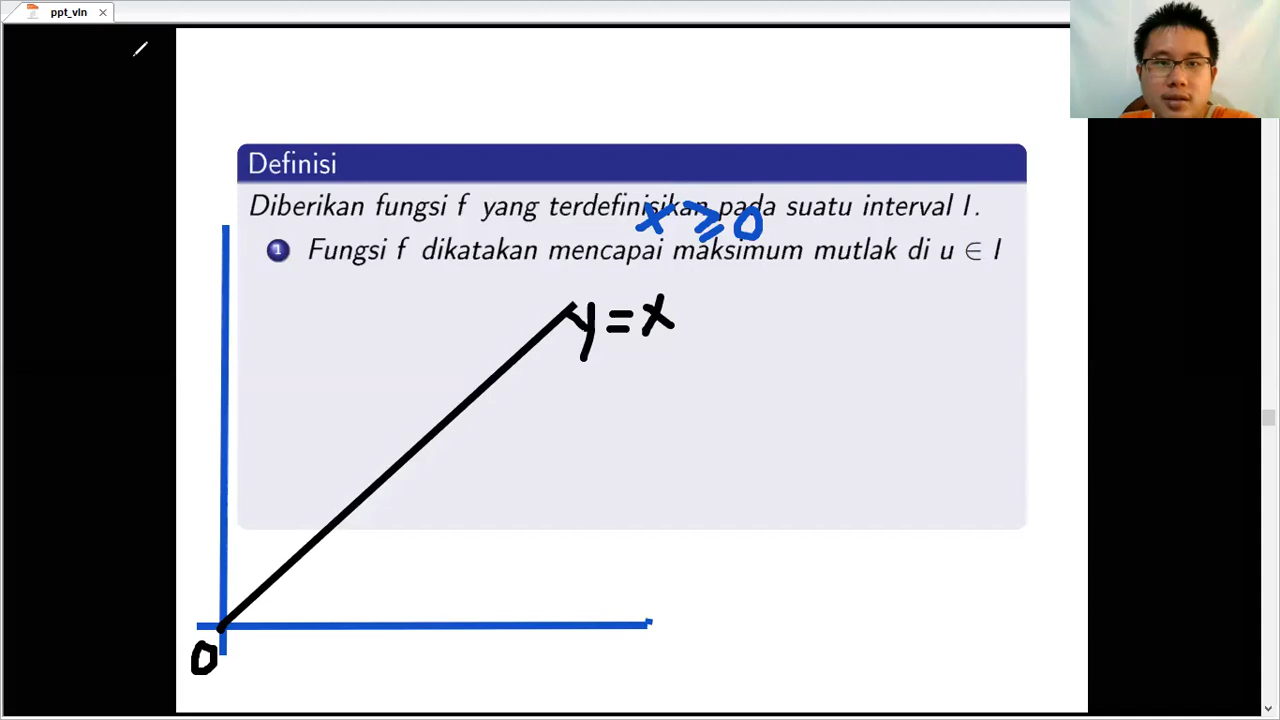 ppt_vln
Definisi
Diberikan fungsi f yang terdefinisikan pada suatu interval I.
x ≥ 0
1 Fungsi f dikatakan mencapai maksimum mutlak di u ∈ I
y = x
0